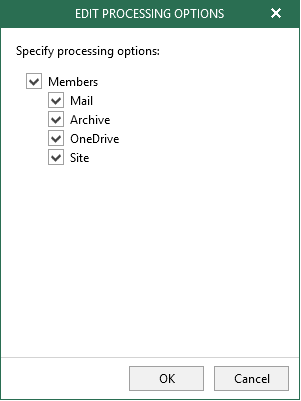 EDIT PROCESSING OPTIONS
Specify processing options:
Members
Mail
Archive
OneDrive
Site
OK Cancel